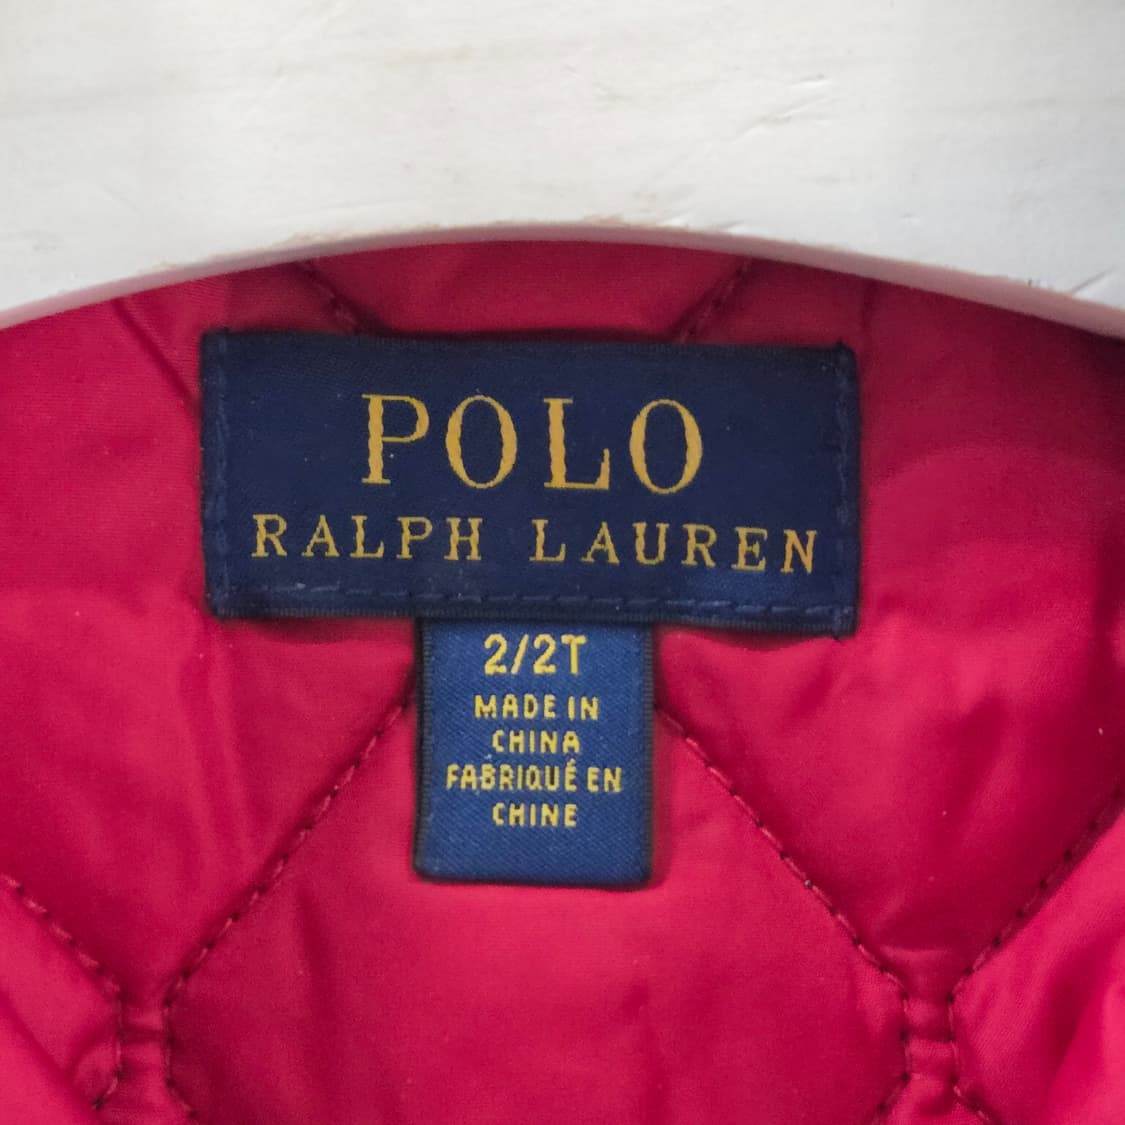 POLO
RALPH LAUREN
2/2T
MADE IN
CHINA
FABRIQUÉ EN
CHINE